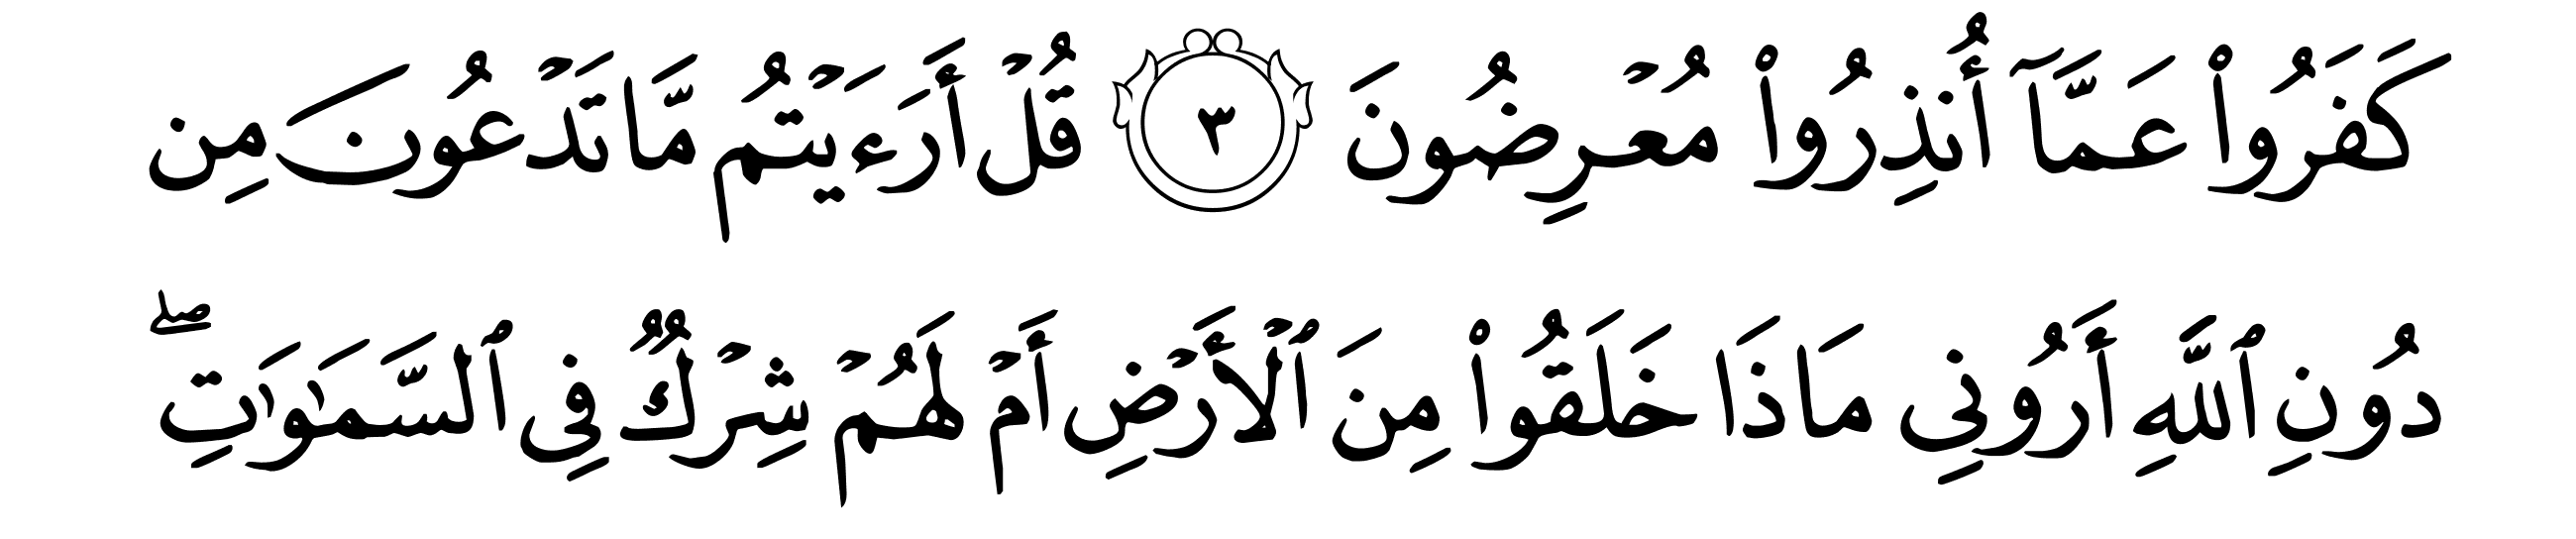 كَفَرُوا۟ عَمَّآ أُنذِرُوا۟ مُعْرِضُونَ ٣ قُلْ أَرَءَيْتُم مَّا تَدْعُونَ مِن
دُونِ ٱللَّهِ أَرُونِى مَاذَا خَلَقُوا۟ مِنَ ٱلْأَرْضِ أَمْ لَهُمْ شِرْكٌ فِى ٱلسَّمَـٰوَٰتِ ۖ